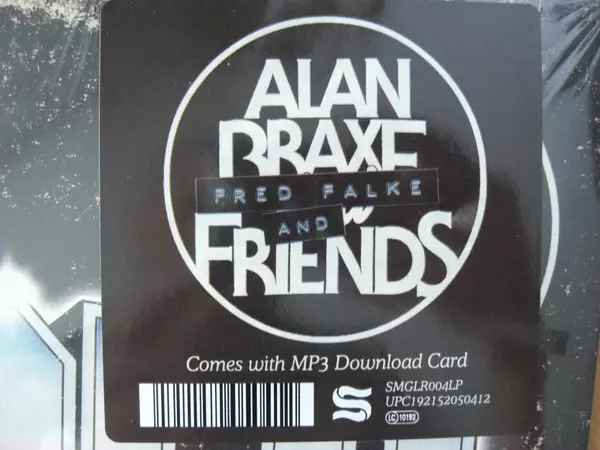 ALAN
BRAXE
FRED FALKE
AND
FRIENDS
Comes with MP3 Download Card
SMGLR004LP
UPC192152050412
LC 10192